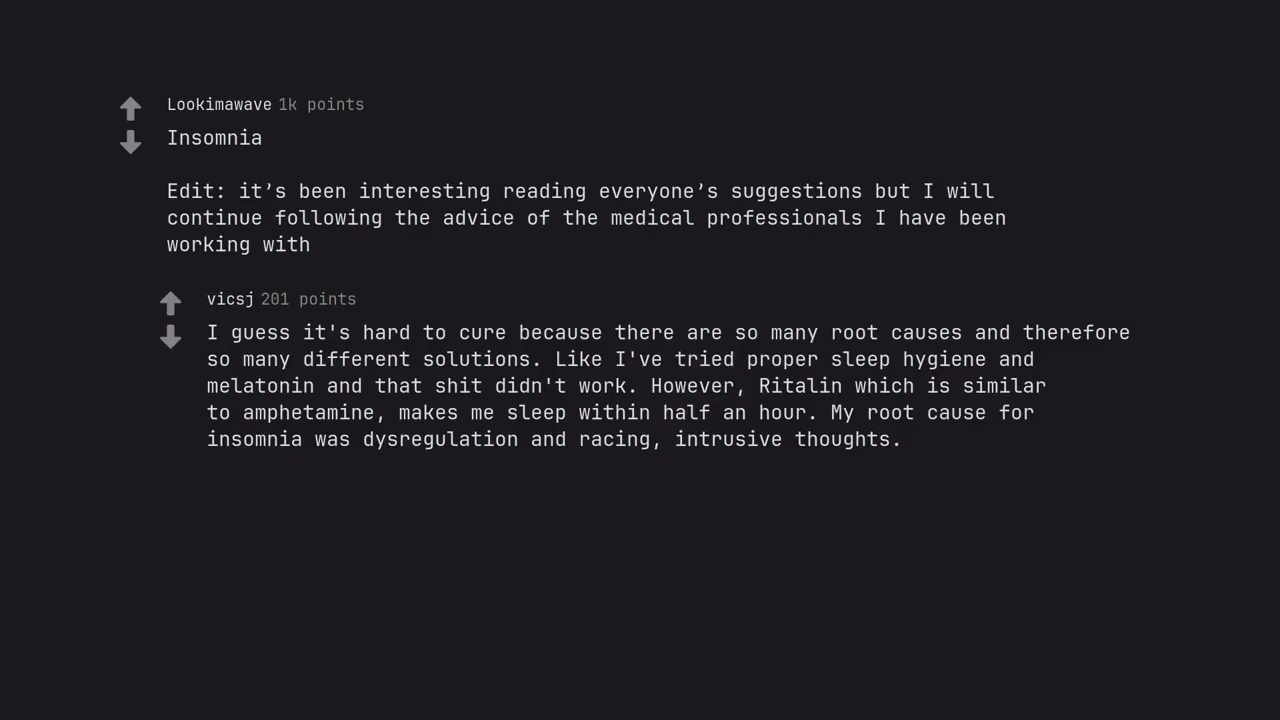 Lookimawave 1k points
Insomnia
Edit: it’s been interesting reading everyone’s suggestions but I will
continue following the advice of the medical professionals I have been
working with
vicsj 201 points
I guess it's hard to cure because there are so many root causes and therefore
so many different solutions. Like I've tried proper sleep hygiene and
melatonin and that shit didn't work. However, Ritalin which is similar
to amphetamine, makes me sleep within half an hour. My root cause for
insomnia was dysregulation and racing, intrusive thoughts.